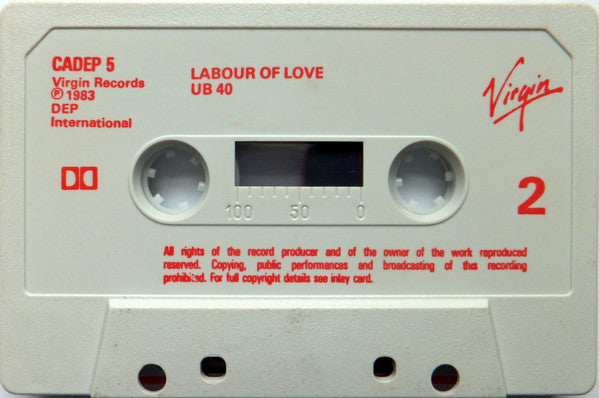 CADEP 5
Virgin Records
℗ 1983
DEP
International
LABOUR OF LOVE
UB 40
Virgin
2
100 50 0
All rights of the record producer and of the owner of the work reproduced
reserved. Copying, public performances and broadcasting of this recording
prohibited. For full copyright details see inlay card.